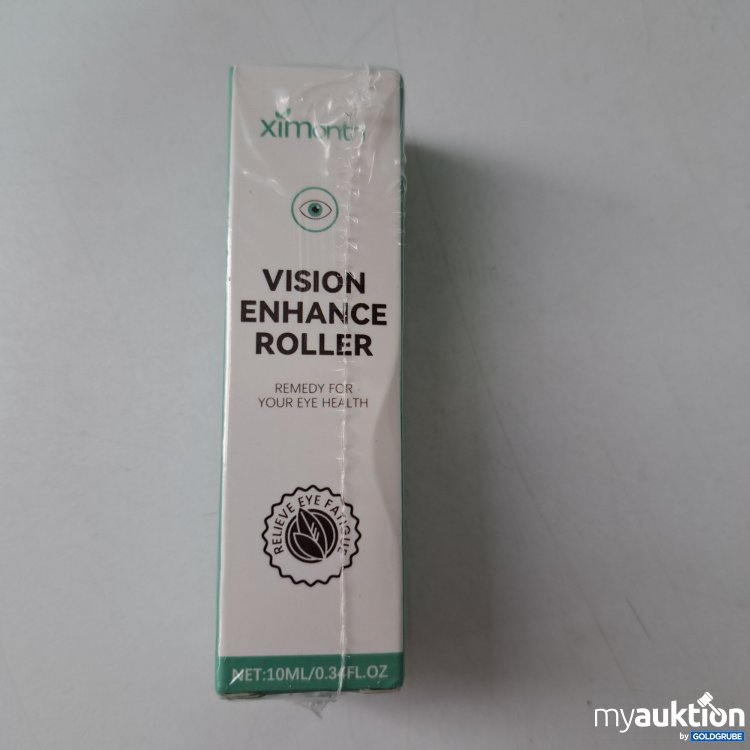 VISION
ENHANCE
ROLLER
REMEDY FOR
YOUR EYE HEALTH
RELIEVE EYE FATIGUE
NET:10ML/0.34FL.OZ
myauktion
by GOLDGRUBE